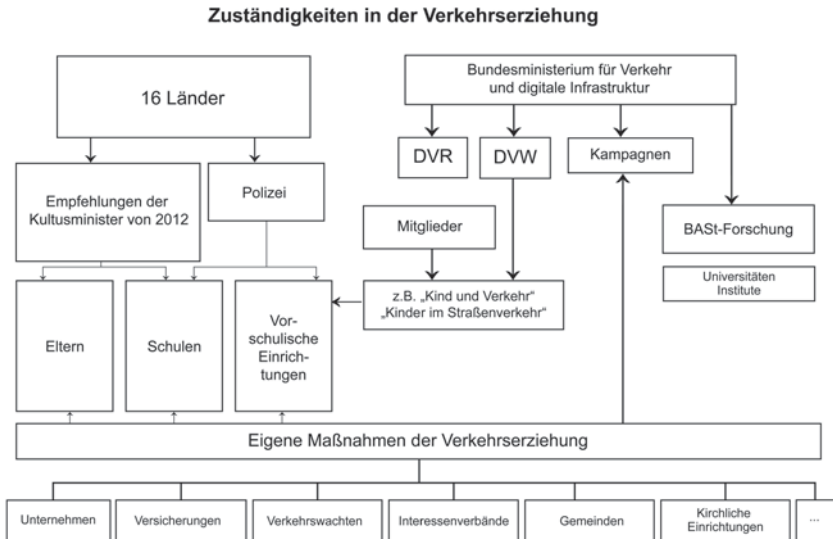 Zuständigkeiten in der Verkehrserziehung
16 Länder
Bundesministerium für Verkehr
und digitale Infrastruktur
DVR
DVW
Kampagnen
Empfehlungen der
Kultusminister von 2012
Polizei
Mitglieder
BASt-Forschung
Universitäten
Institute
Eltern
Schulen
Vor-
schulische
Einrich-
tungen
z.B. „Kind und Verkehr“
„Kinder im Straßenverkehr“
Eigene Maßnahmen der Verkehrserziehung
Unternehmen
Versicherungen
Verkehrswachten
Interessenverbände
Gemeinden
Kirchliche
Einrichtungen
...